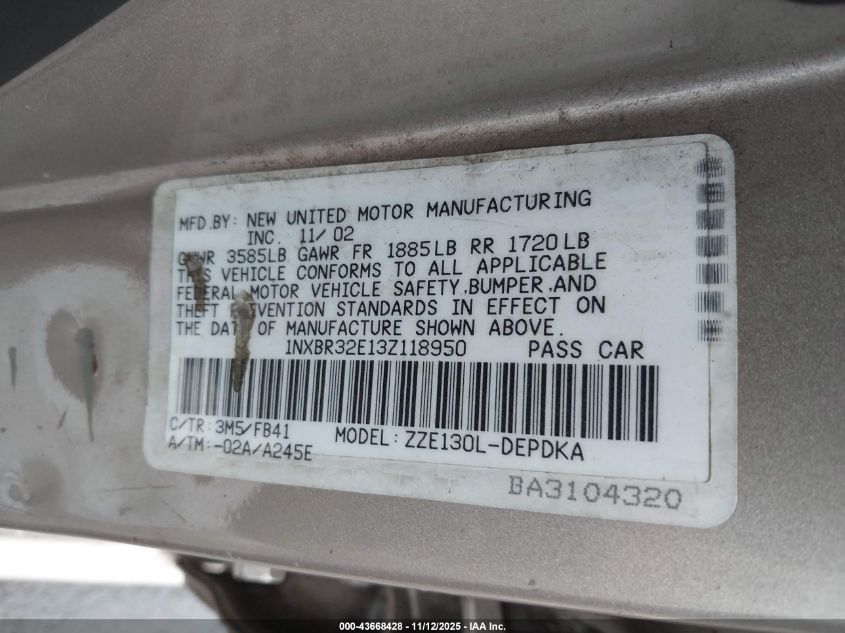 MFD.BY: NEW UNITED MOTOR MANUFACTURING
INC. 11/02
GVWR 3585LB GAWR FR 1885LB RR 1720LB
THIS VEHICLE CONFORMS TO ALL APPLICABLE
FEDERAL MOTOR VEHICLE SAFETY,BUMPER,AND
THEFT PREVENTION STANDARDS IN EFFECT ON
THE DATE OF MANUFACTURE SHOWN ABOVE.
1NXBR32E13Z118950 PASS CAR
C/TR: 3M5/FB41 MODEL: ZZE130L-DEPDKA
A/TM: -02A/A245E
BA3104320
000-43668428 - 11/12/2025 - IAA Inc.